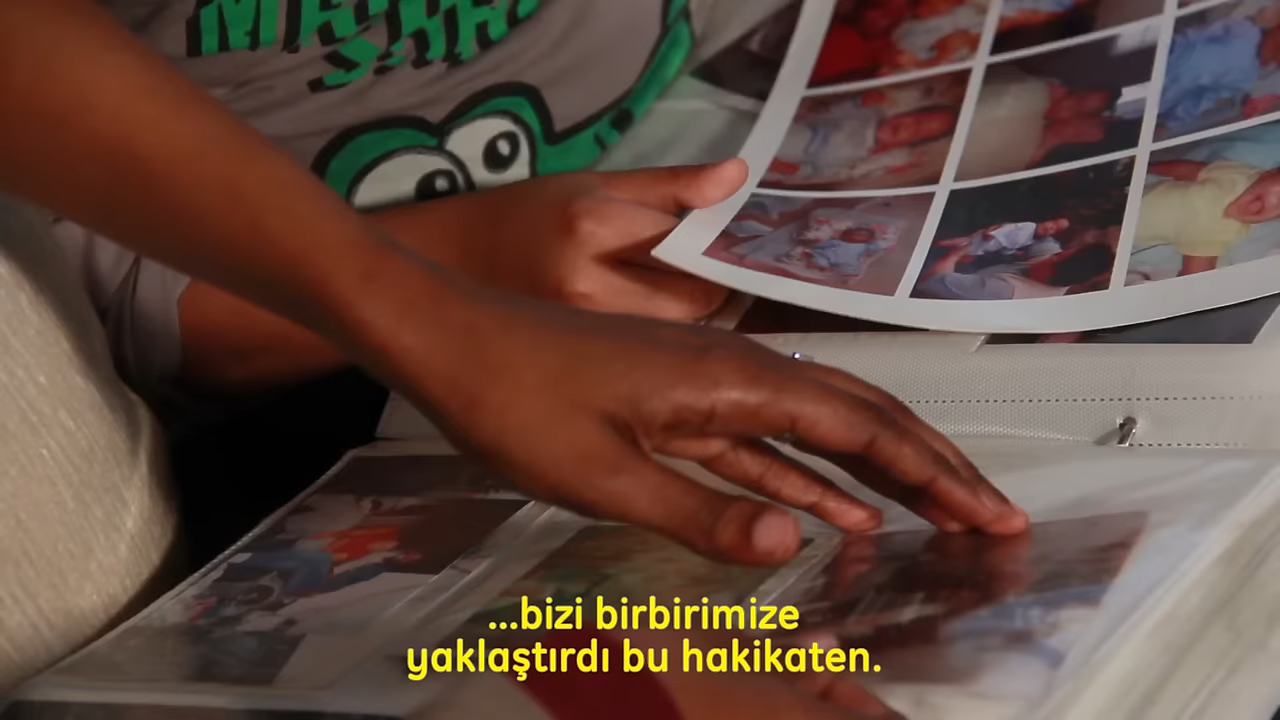 ...bizi birbirimize
yaklaştırdı bu hakikaten.